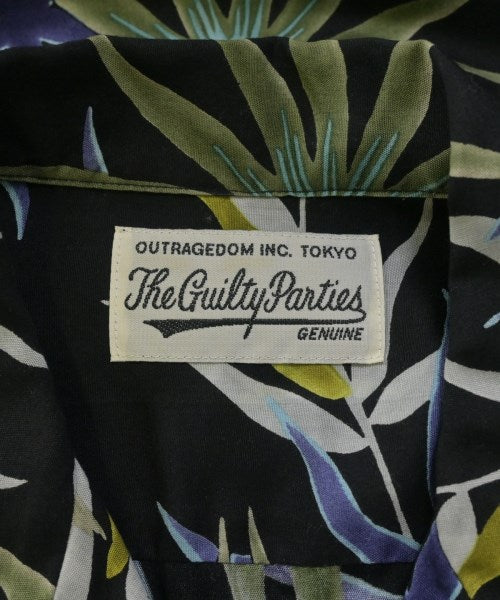 OUTRAGEDOM INC. TOKYO
The Guilty Parties
GENUINE